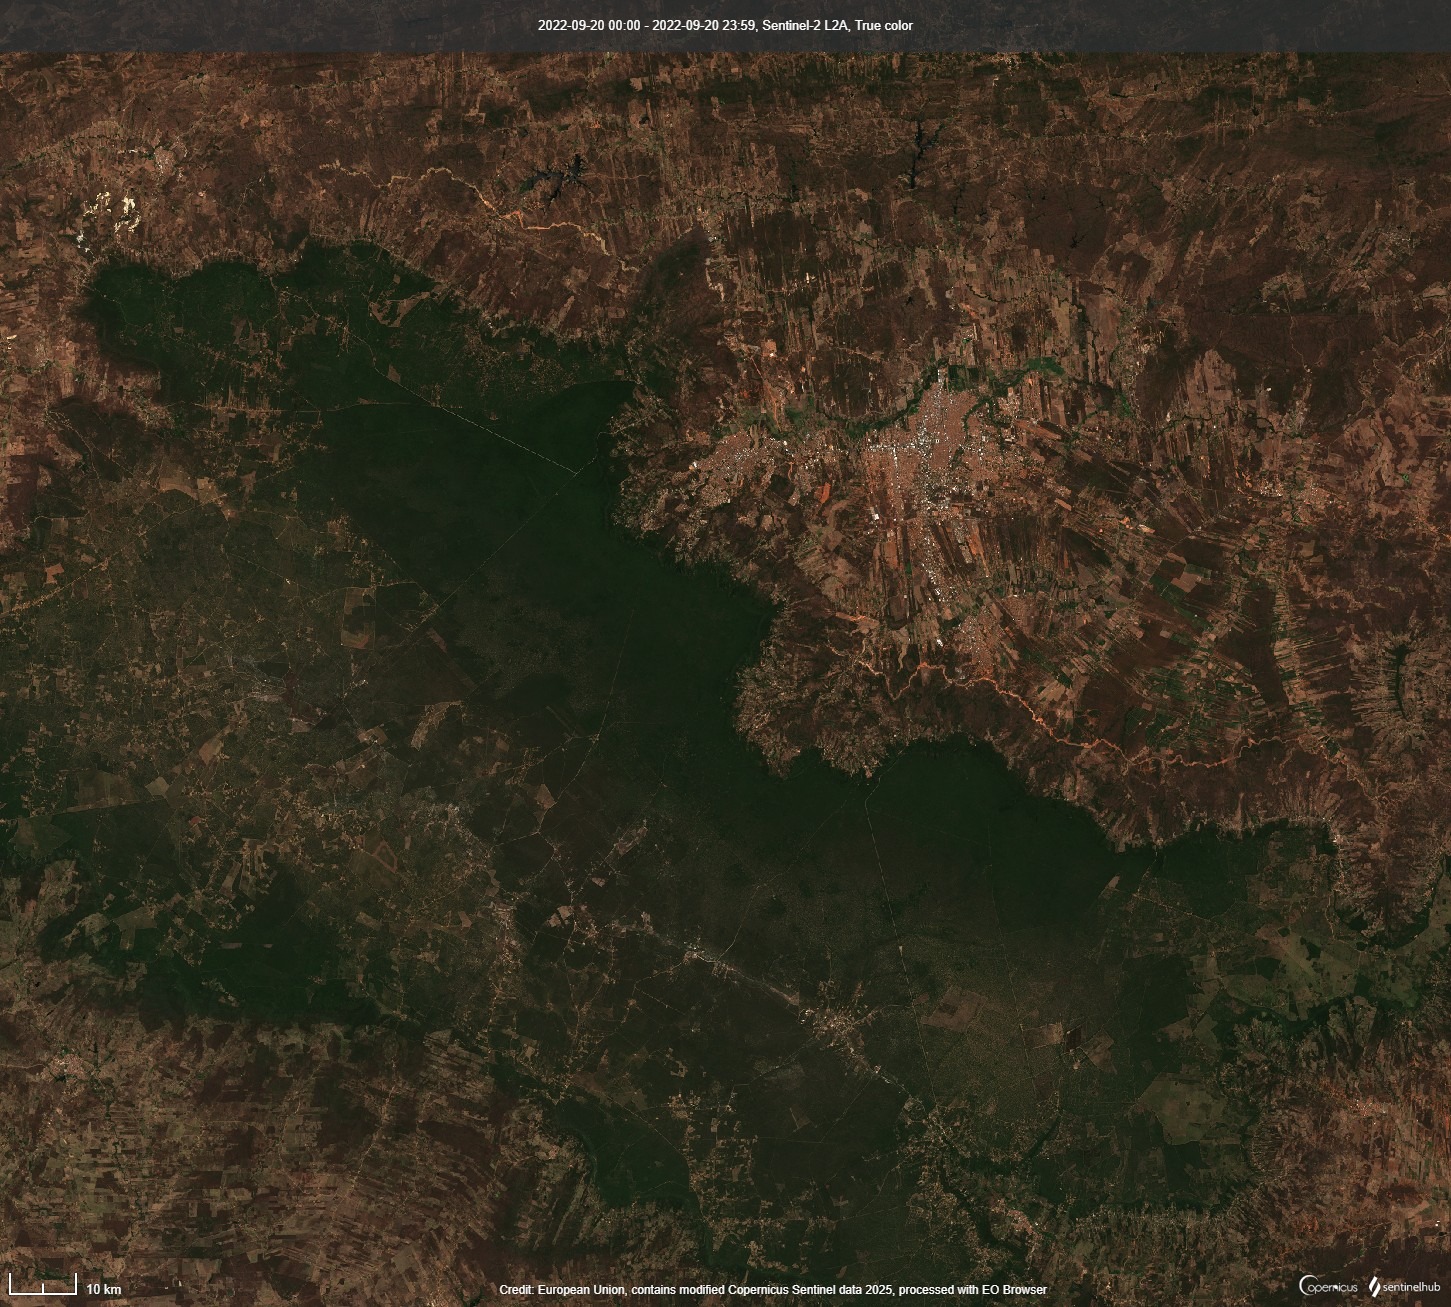 2022-09-20 00:00 - 2022-09-20 23:59, Sentinel-2 L2A, True color
10 km
Credit: European Union, contains modified Copernicus Sentinel data 2025, processed with EO Browser
opernicus
sentinelhub